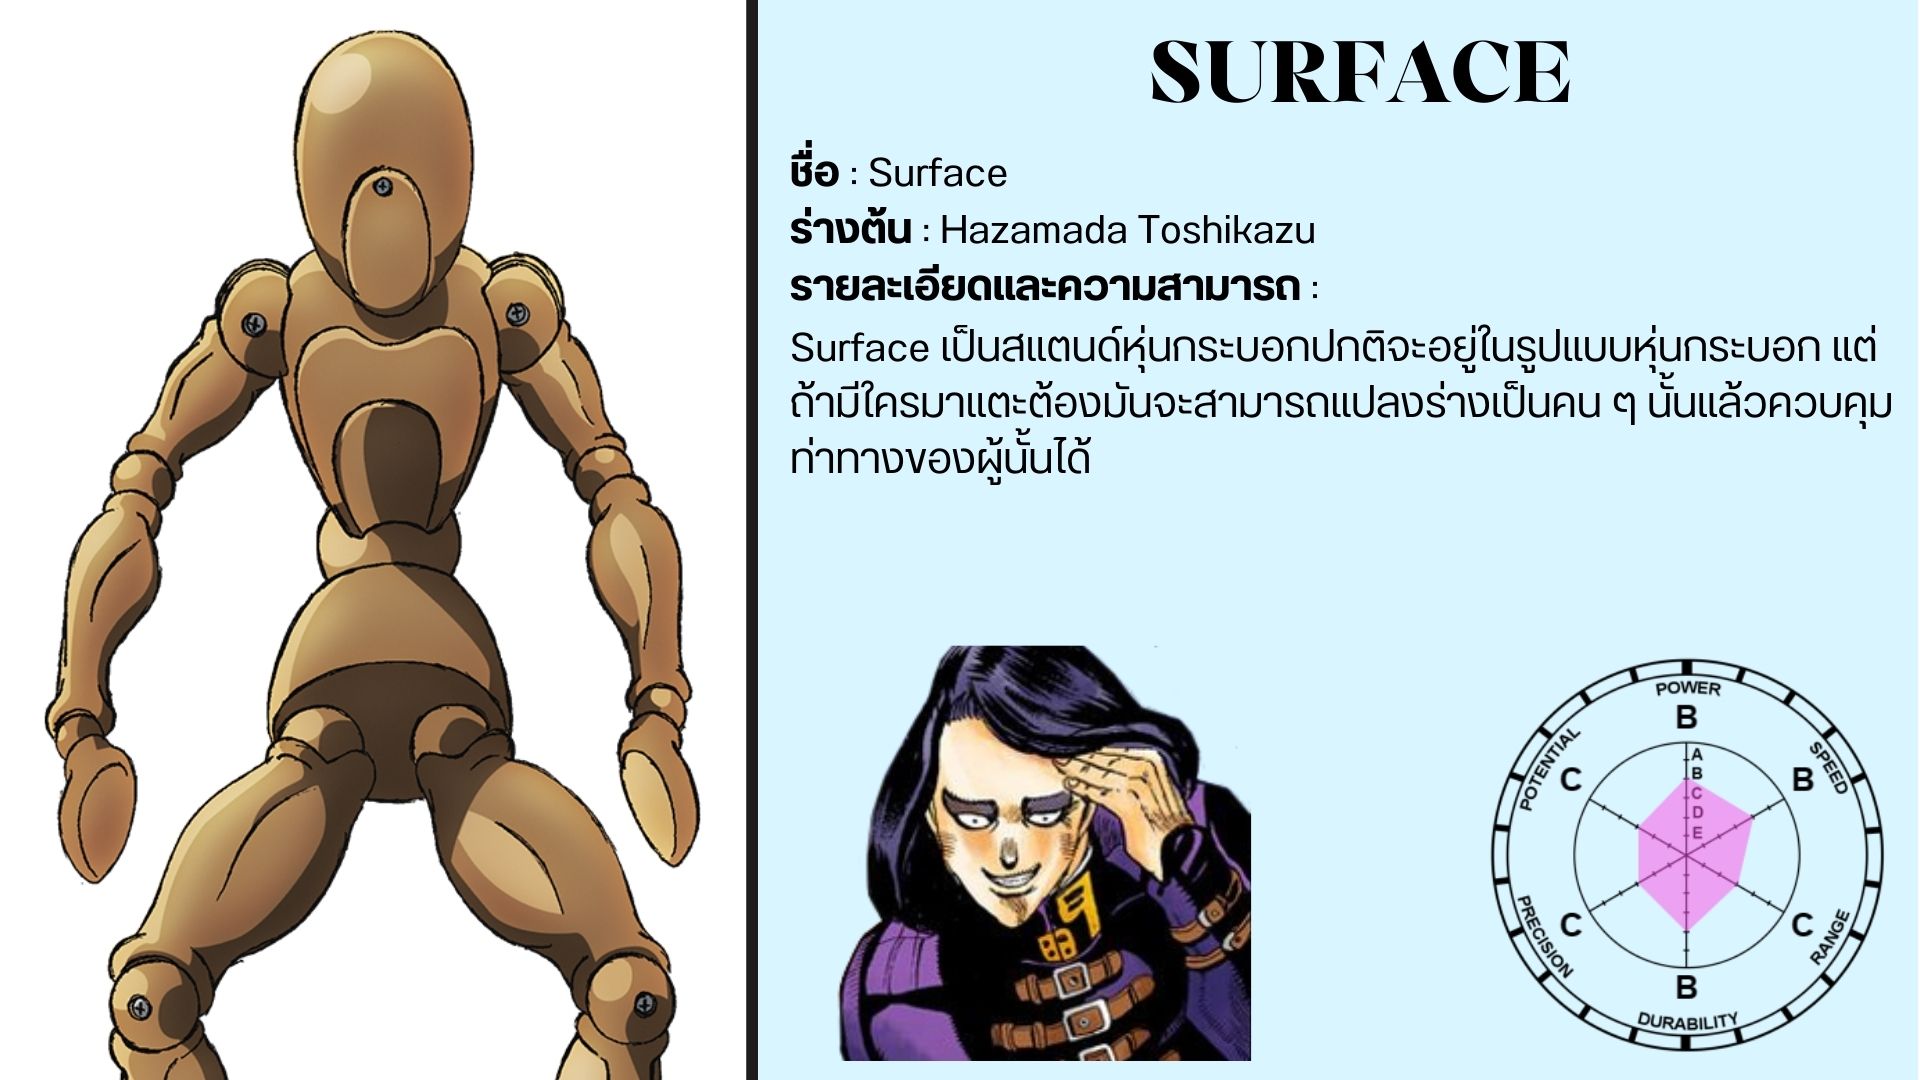 SURFACE
ชื่อ : Surface
ร่างต้น : Hazamada Toshikazu
รายละเอียดและความสามารถ :
Surface เป็นสแตนด์หุ่นกระบอกปกติจะอยู่ในรูปแบบหุ่นกระบอก แต่
ถ้ามีใครมาแตะต้องมันจะสามารถแปลงร่างเป็นคน ๆ นั้นแล้วควบคุม
ท่าทางของผู้นั้นได้
POWER
B
POTENTIAL
C
SPEED
B
A
B
C
D
E
PRECISION
C
RANGE
C
B
DURABILITY